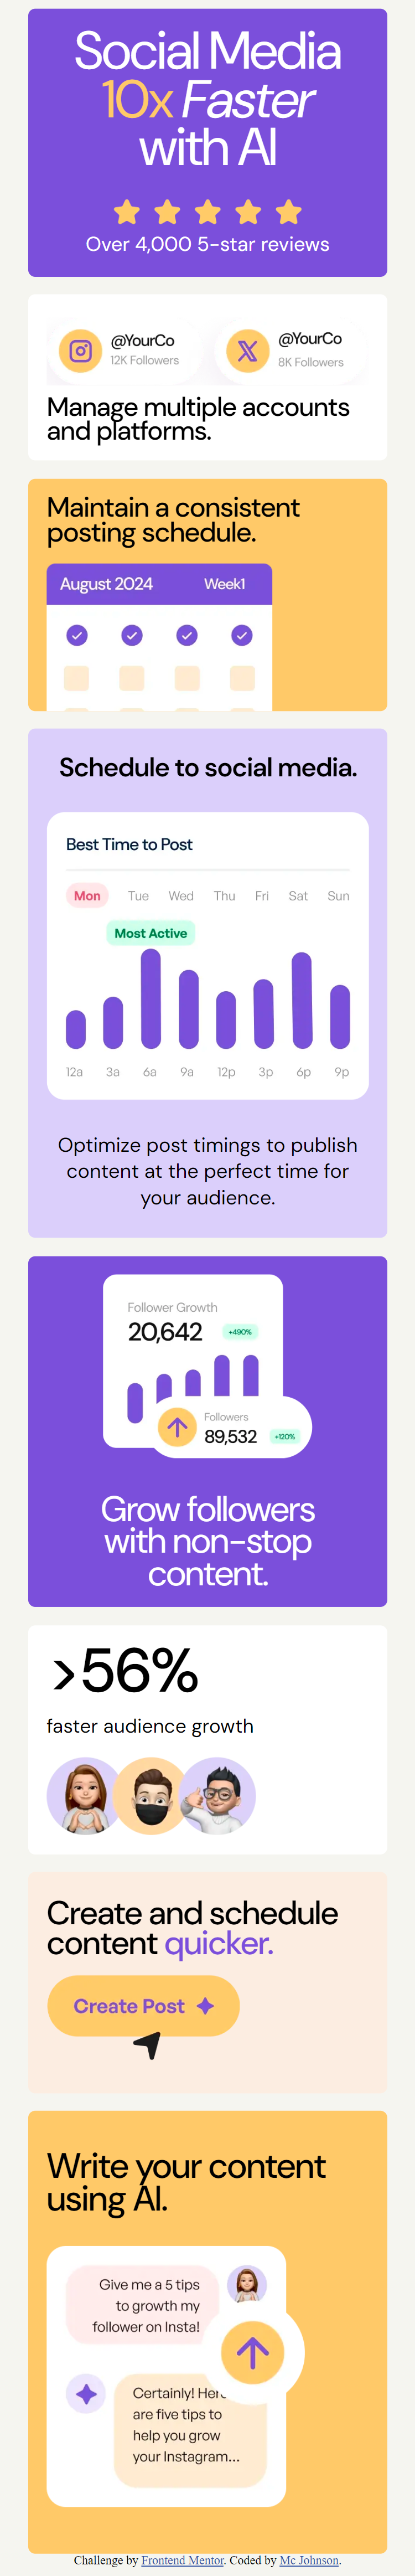 Social Media
10x Faster
with AI
Over 4,000 5-star reviews
@YourCo
12K Followers
@YourCo
8K Followers
Manage multiple accounts
and platforms.
Maintain a consistent
posting schedule.
August 2024 Week1
Schedule to social media.
Best Time to Post
Mon Tue Wed Thu Fri Sat Sun
Most Active
12a 3a 6a 9a 12p 3p 6p 9p
Optimize post timings to publish
content at the perfect time for
your audience.
Follower Growth
20,642 +490%
Followers
89,532 +120%
Grow followers
with non-stop
content.
>56%
faster audience growth
Create and schedule
content quicker.
Create Post
Write your content
using AI.
Give me a 5 tips
to growth my
follower on Insta!
Certainly! Here
are five tips to
help you grow
your Instagram...
Challenge by Frontend Mentor. Coded by Mc Johnson.